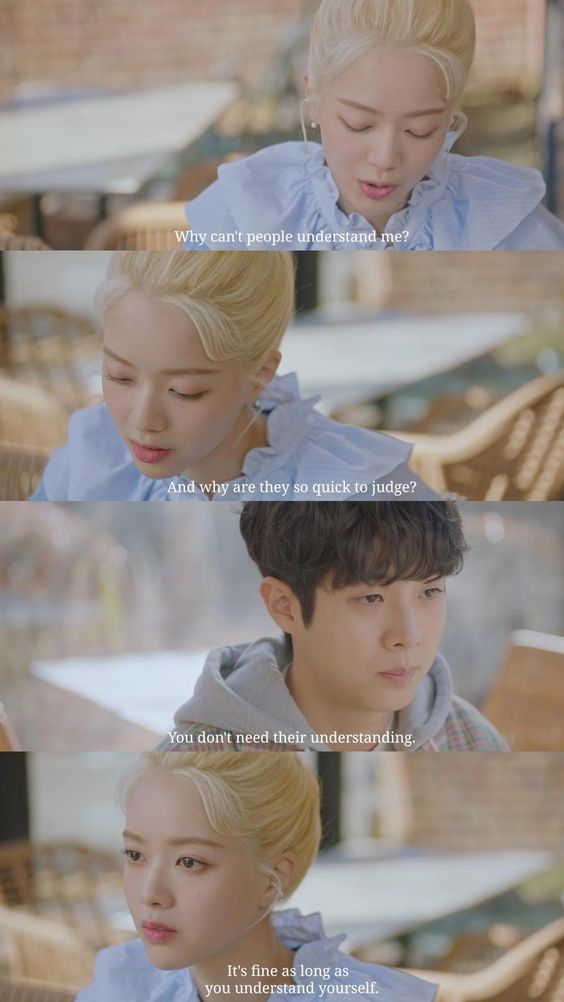 Why can't people understand me?
And why are they so quick to judge?
You don't need their understanding.
It's fine as long as
you understand yourself.